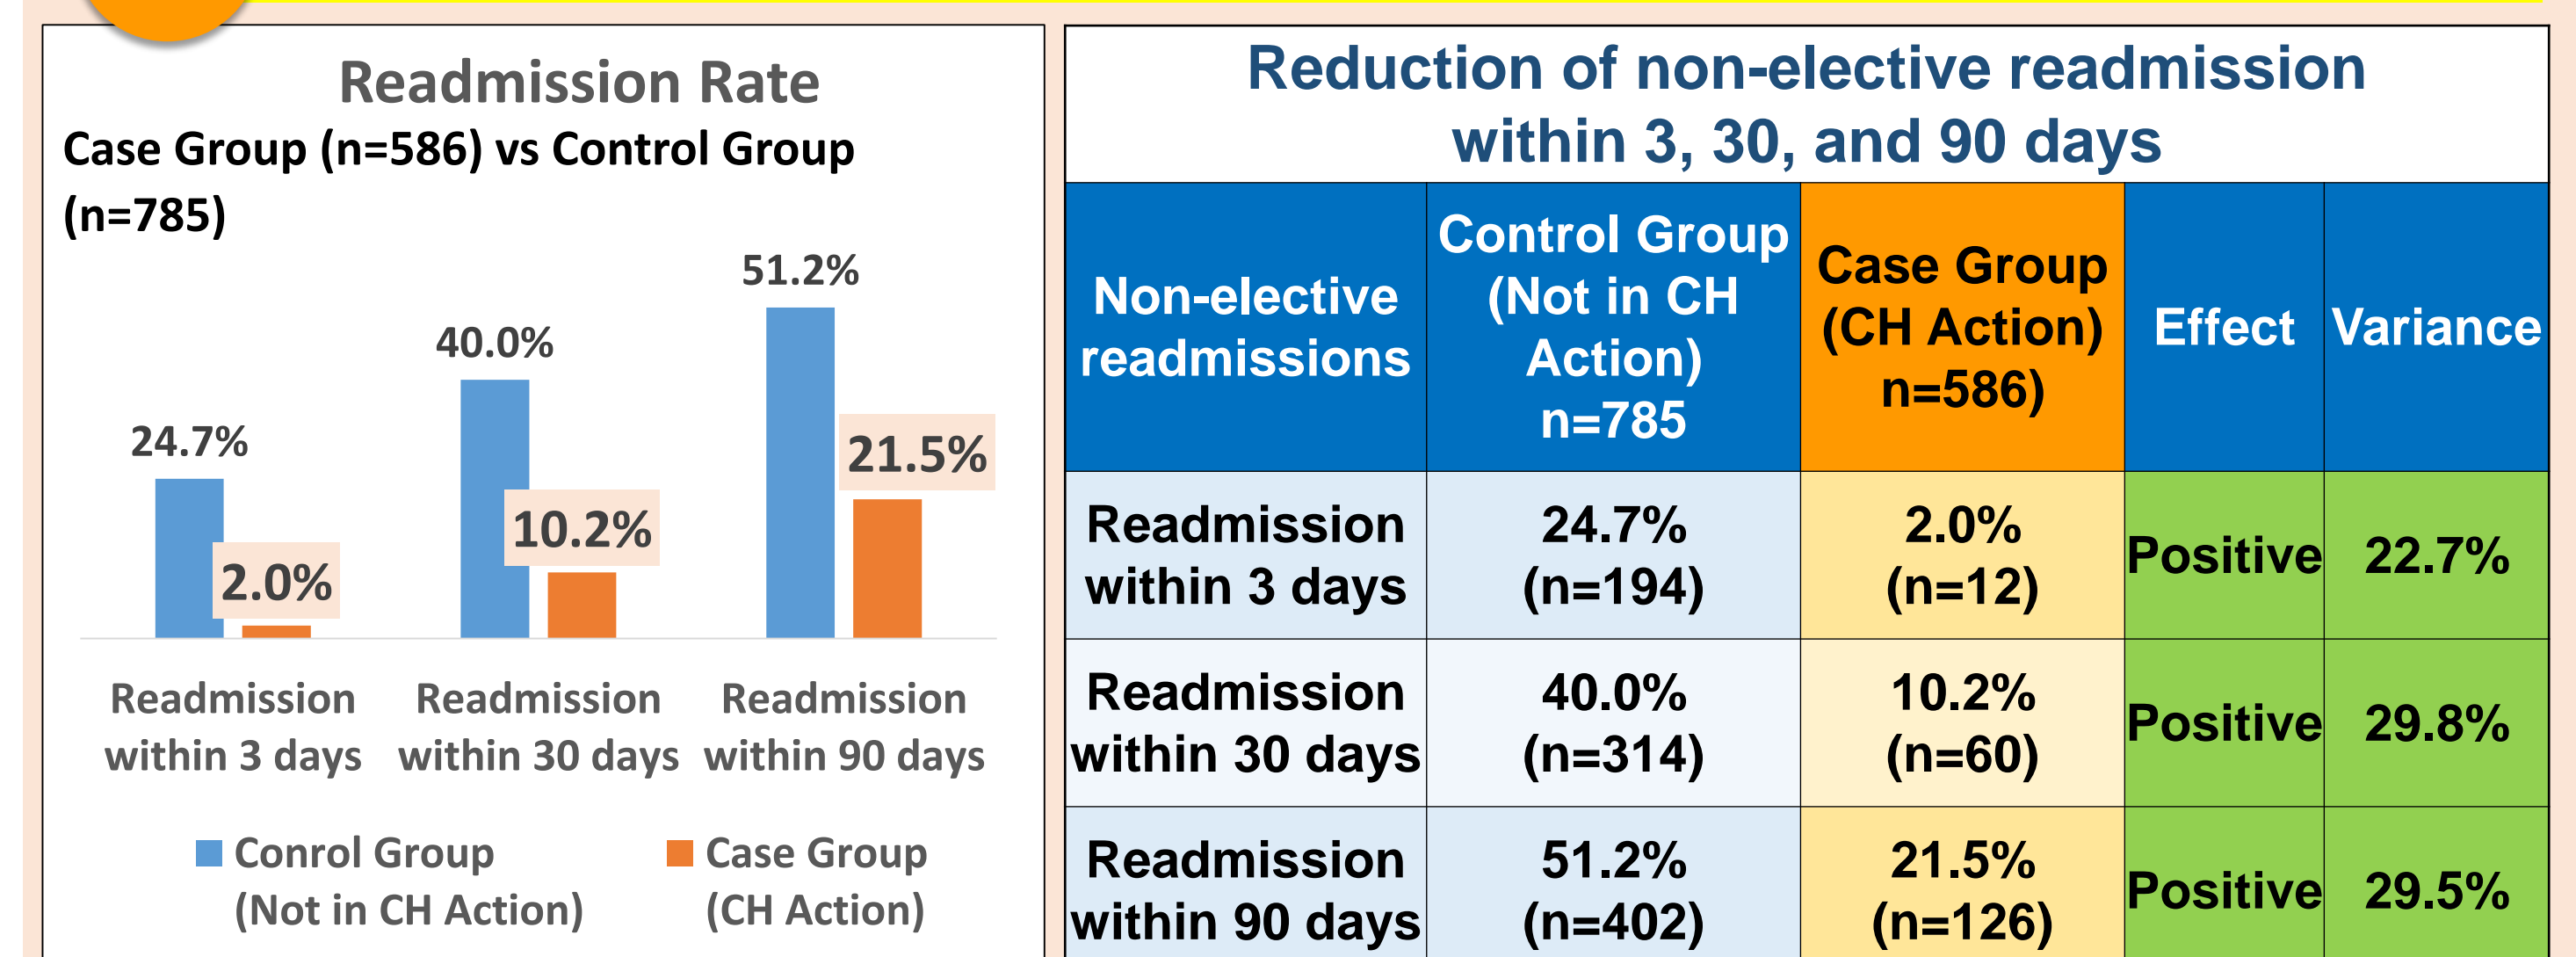 Readmission Rate
Case Group (n=586) vs Control Group
(n=785)
51.2%
40.0%
24.7%
21.5%
10.2%
2.0%
Readmission
within 3 days
Readmission
within 30 days
Readmission
within 90 days
Conrol Group
(Not in CH Action)
Case Group
(CH Action)
Reduction of non-elective readmission
within 3, 30, and 90 days
Non-elective
readmissions
Control Group
(Not in CH
Action)
n=785
Case Group
(CH Action)
n=586)
Effect
Variance
Readmission
within 3 days
24.7%
(n=194)
2.0%
(n=12)
Positive
22.7%
Readmission
within 30 days
40.0%
(n=314)
10.2%
(n=60)
Positive
29.8%
Readmission
within 90 days
51.2%
(n=402)
21.5%
(n=126)
Positive
29.5%